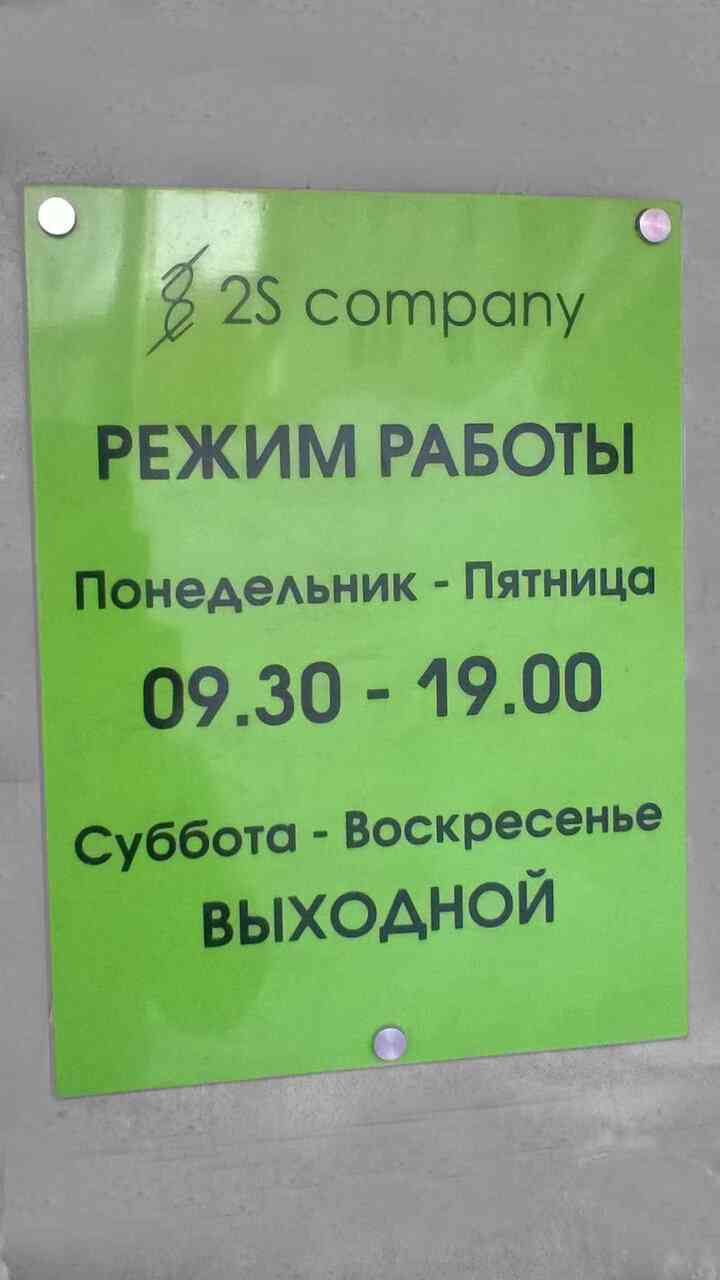 2S company
РЕЖИМ РАБОТЫ
Понедельник - Пятница
09.30 - 19.00
Суббота - Воскресенье
ВЫХОДНОЙ